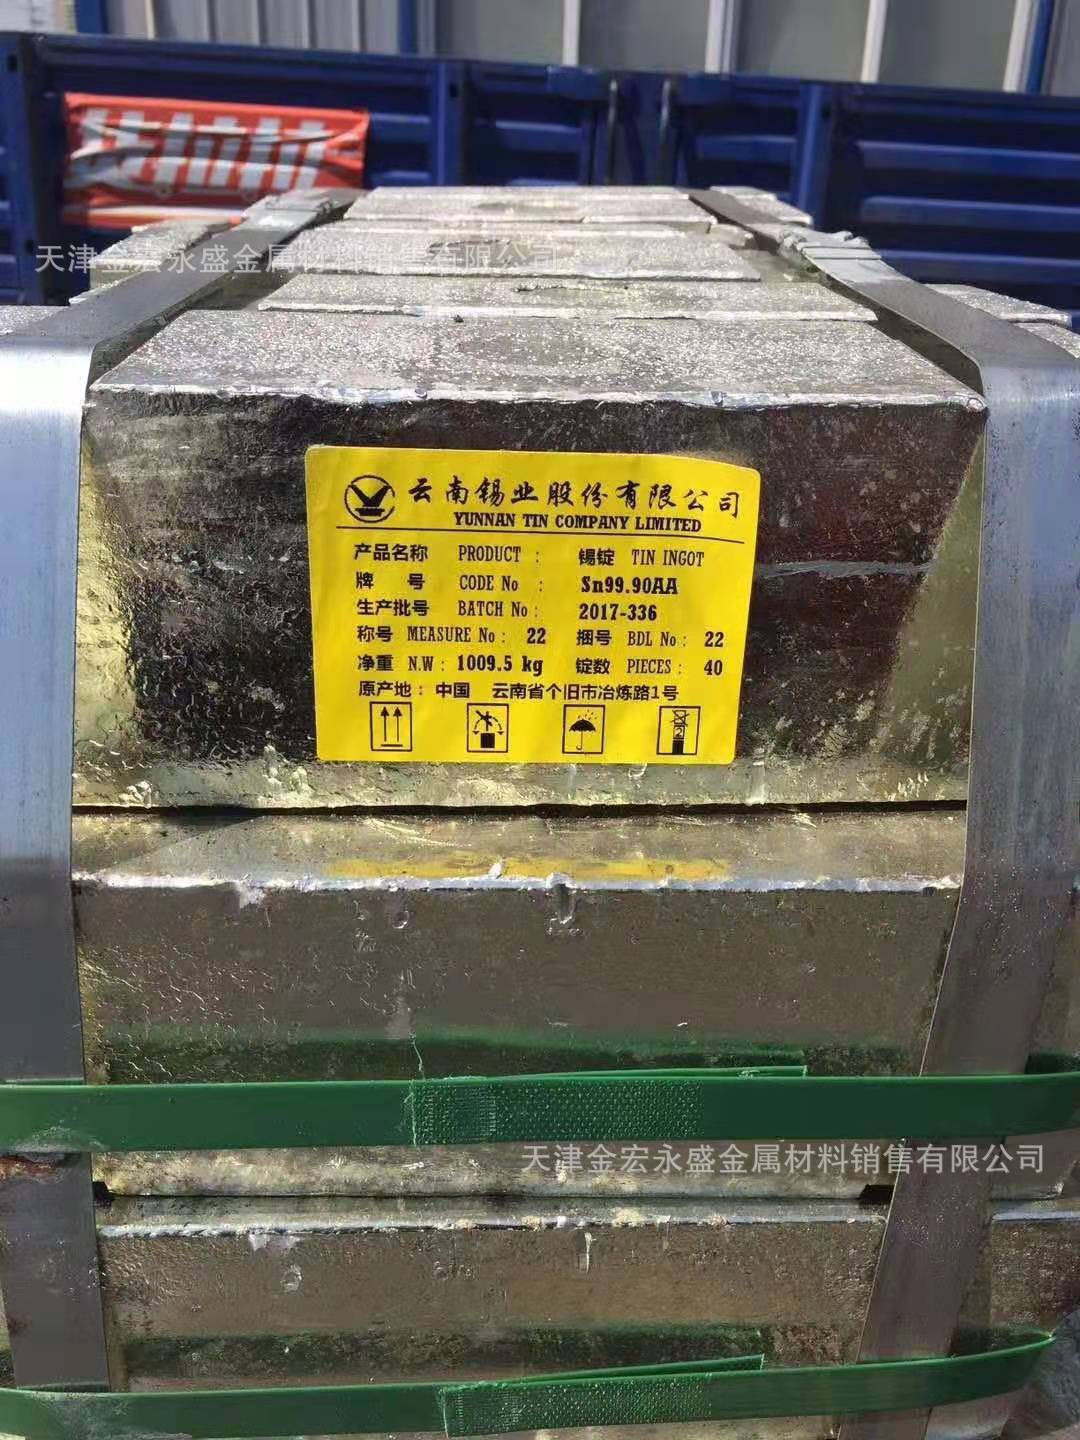 天津金宏永盛金属材料销售有限公司
云南锡业股份有限公司
YUNNAN TIN COMPANY LIMITED
产品名称 PRODUCT : 锡锭 TIN INGOT
牌 号 CODE No : Sn99.90AA
生产批号 BATCH No : 2017-336
称号 MEASURE No : 22 捆号 BDL No : 22
净重 N.W : 1009.5 kg 锭数 PIECES : 40
原产地 : 中国 云南省个旧市冶炼路1号
2
天津金宏永盛金属材料销售有限公司